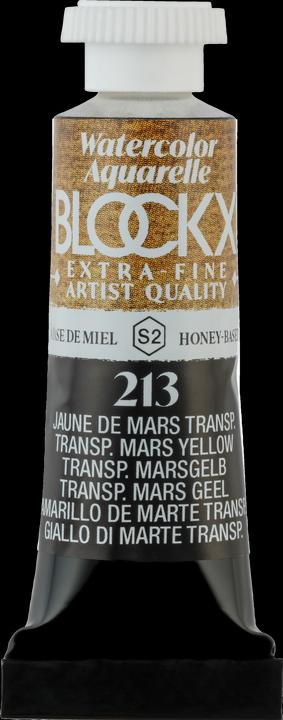 Watercolor
Aquarelle
BLOCKX
EXTRA-FINE
ARTIST QUALITY
DE MIEL S2 HONEY-BASE
213
JAUNE DE MARS TRANSP.
TRANSP. MARS YELLOW
TRANSP. MARSGELB
TRANSP. MARS GEEL
AMARILLO DE MARTE TRANSP
GIALLO DI MARTE TRANSP.